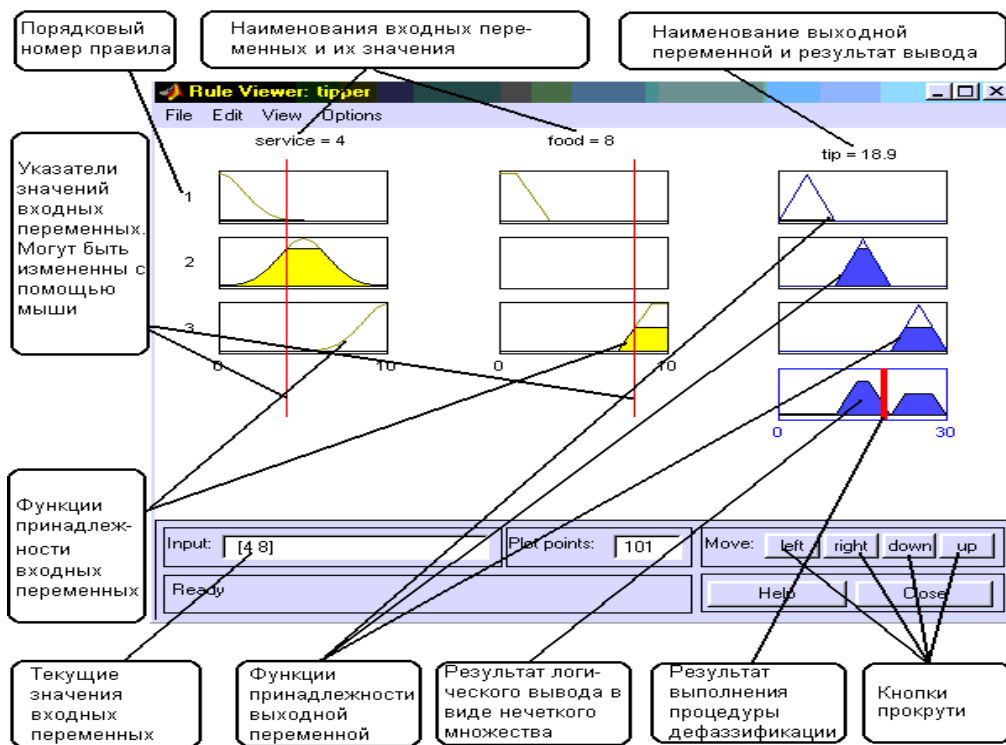 Порядковый
номер правила
Наименования входных пере-
менных и их значения
Наименование выходной
переменной и результат вывода
Rule Viewer: tipper
File Edit View Options
service = 4
food = 8
tip = 18.9
Указатели
значений
входных
переменных.
Могут быть
измененны с
помощью
мыши
1
2
3
0
10
0
10
0
30
Функции
принадлеж-
ности
входных
переменных
Input: [4 8]
Plot points: 101
Move: left right down up
Ready
Help
Close
Текущие
значения
входных
переменных
Функции
принадлежности
выходной
переменной
Результат логи-
ческого вывода в
виде нечеткого
множества
Результат
выполнения
процедуры
дефаззификации
Кнопки
прокрути